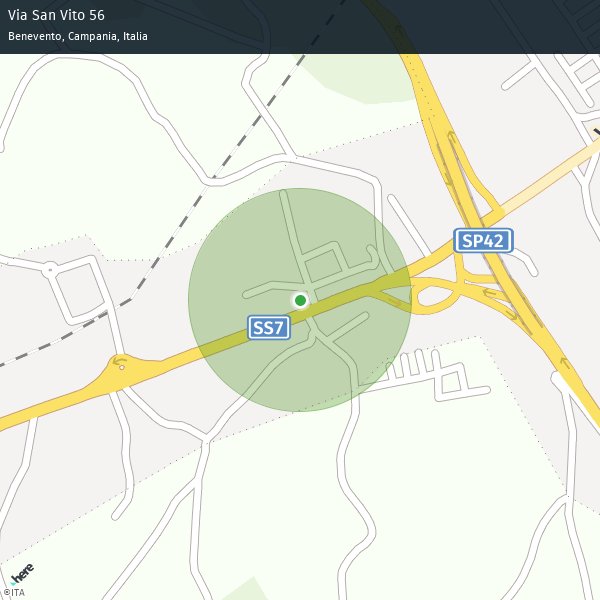 Via San Vito 56
Benevento, Campania, Italia
SP42
SS7
here
©ITA